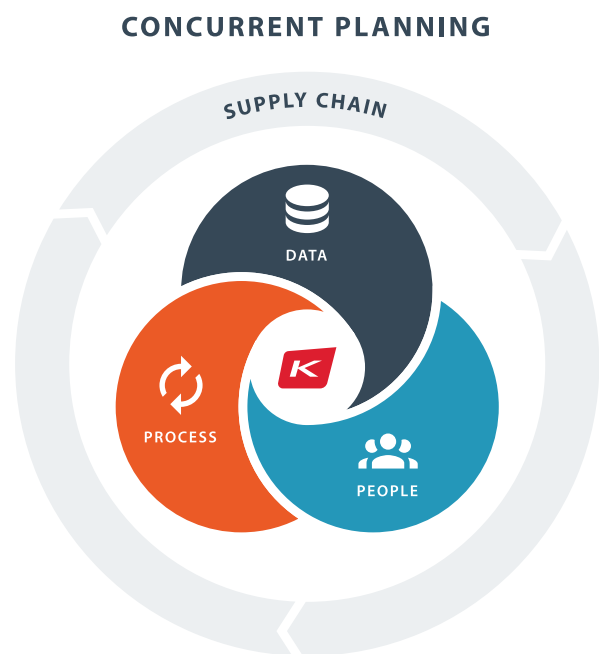 CONCURRENT PLANNING
SUPPLY CHAIN
DATA
K
PROCESS
PEOPLE